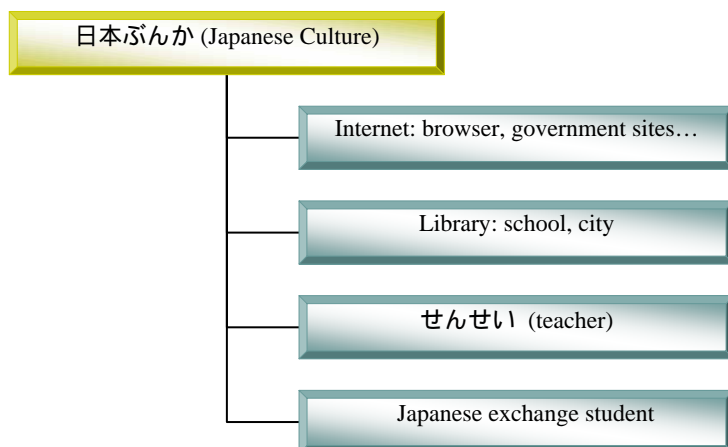 日本ぶんか (Japanese Culture)
Internet: browser, government sites…
Library: school, city
せんせい (teacher)
Japanese exchange student